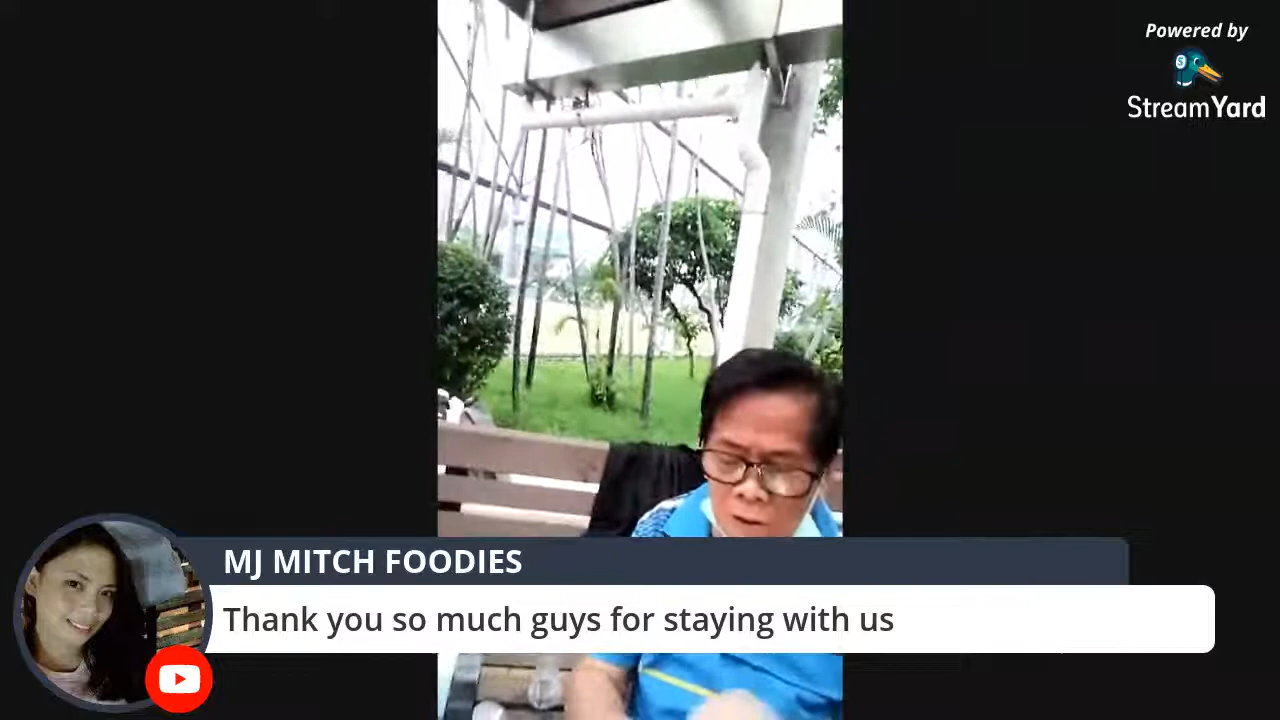 Powered by
StreamYard
MJ MITCH FOODIES
Thank you so much guys for staying with us